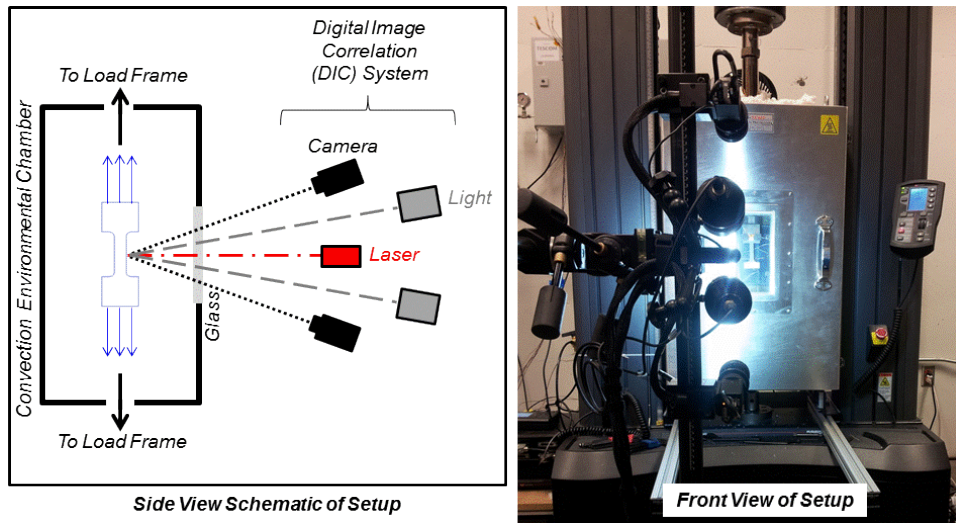 Digital Image
Correlation
(DIC) System
To Load Frame
Convection Environmental Chamber
Camera
Light
Laser
Glass
To Load Frame
Side View Schematic of Setup
Front View of Setup